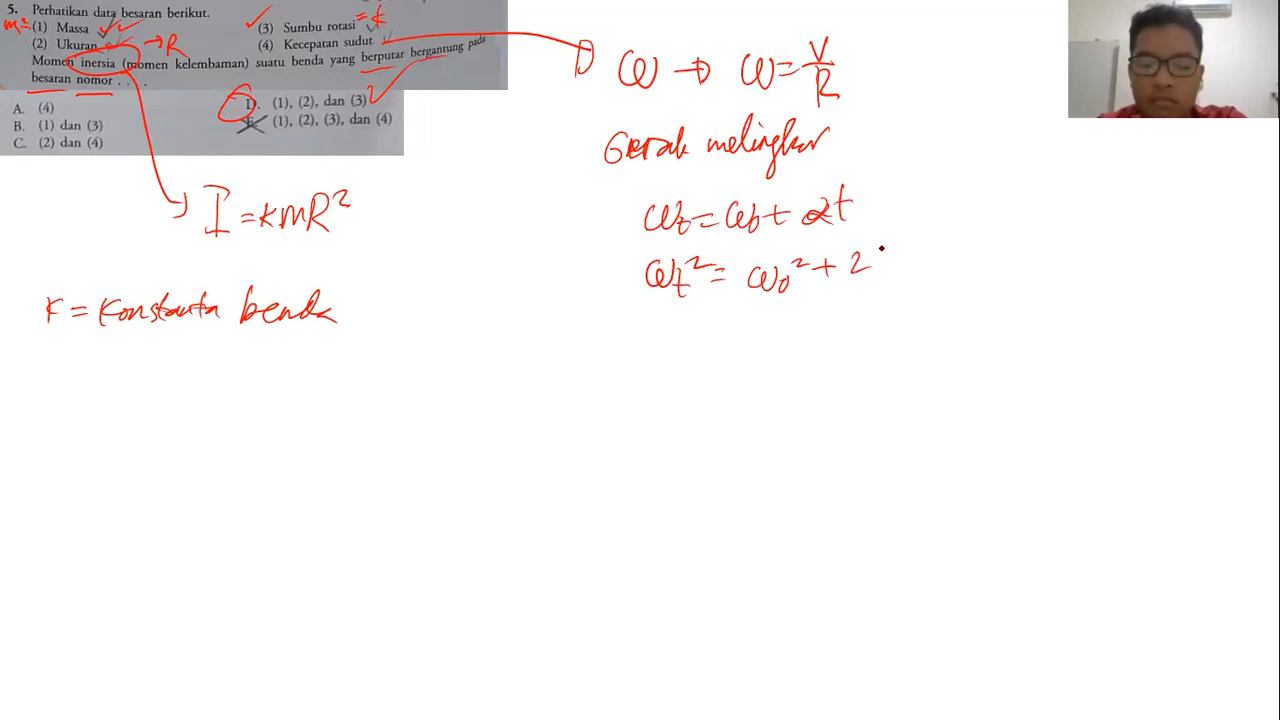 5. Perhatikan data besaran berikut.
m= (1) Massa
(3) Sumbu rotasi = k
(2) Ukuran → R
(4) Kecepatan sudut
Momen inersia (momen kelembaman) suatu benda yang berputar bergantung pada
besaran nomor . . . .
A. (4)
D. (1), (2), dan (3)
B. (1) dan (3)
E. (1), (2), (3), dan (4)
C. (2) dan (4)
ω → ω = V/R
Gerak melingkar
ωt = ω0 + αt
ωt² = ω0² + 2
I = kmR²
k = konstanta benda